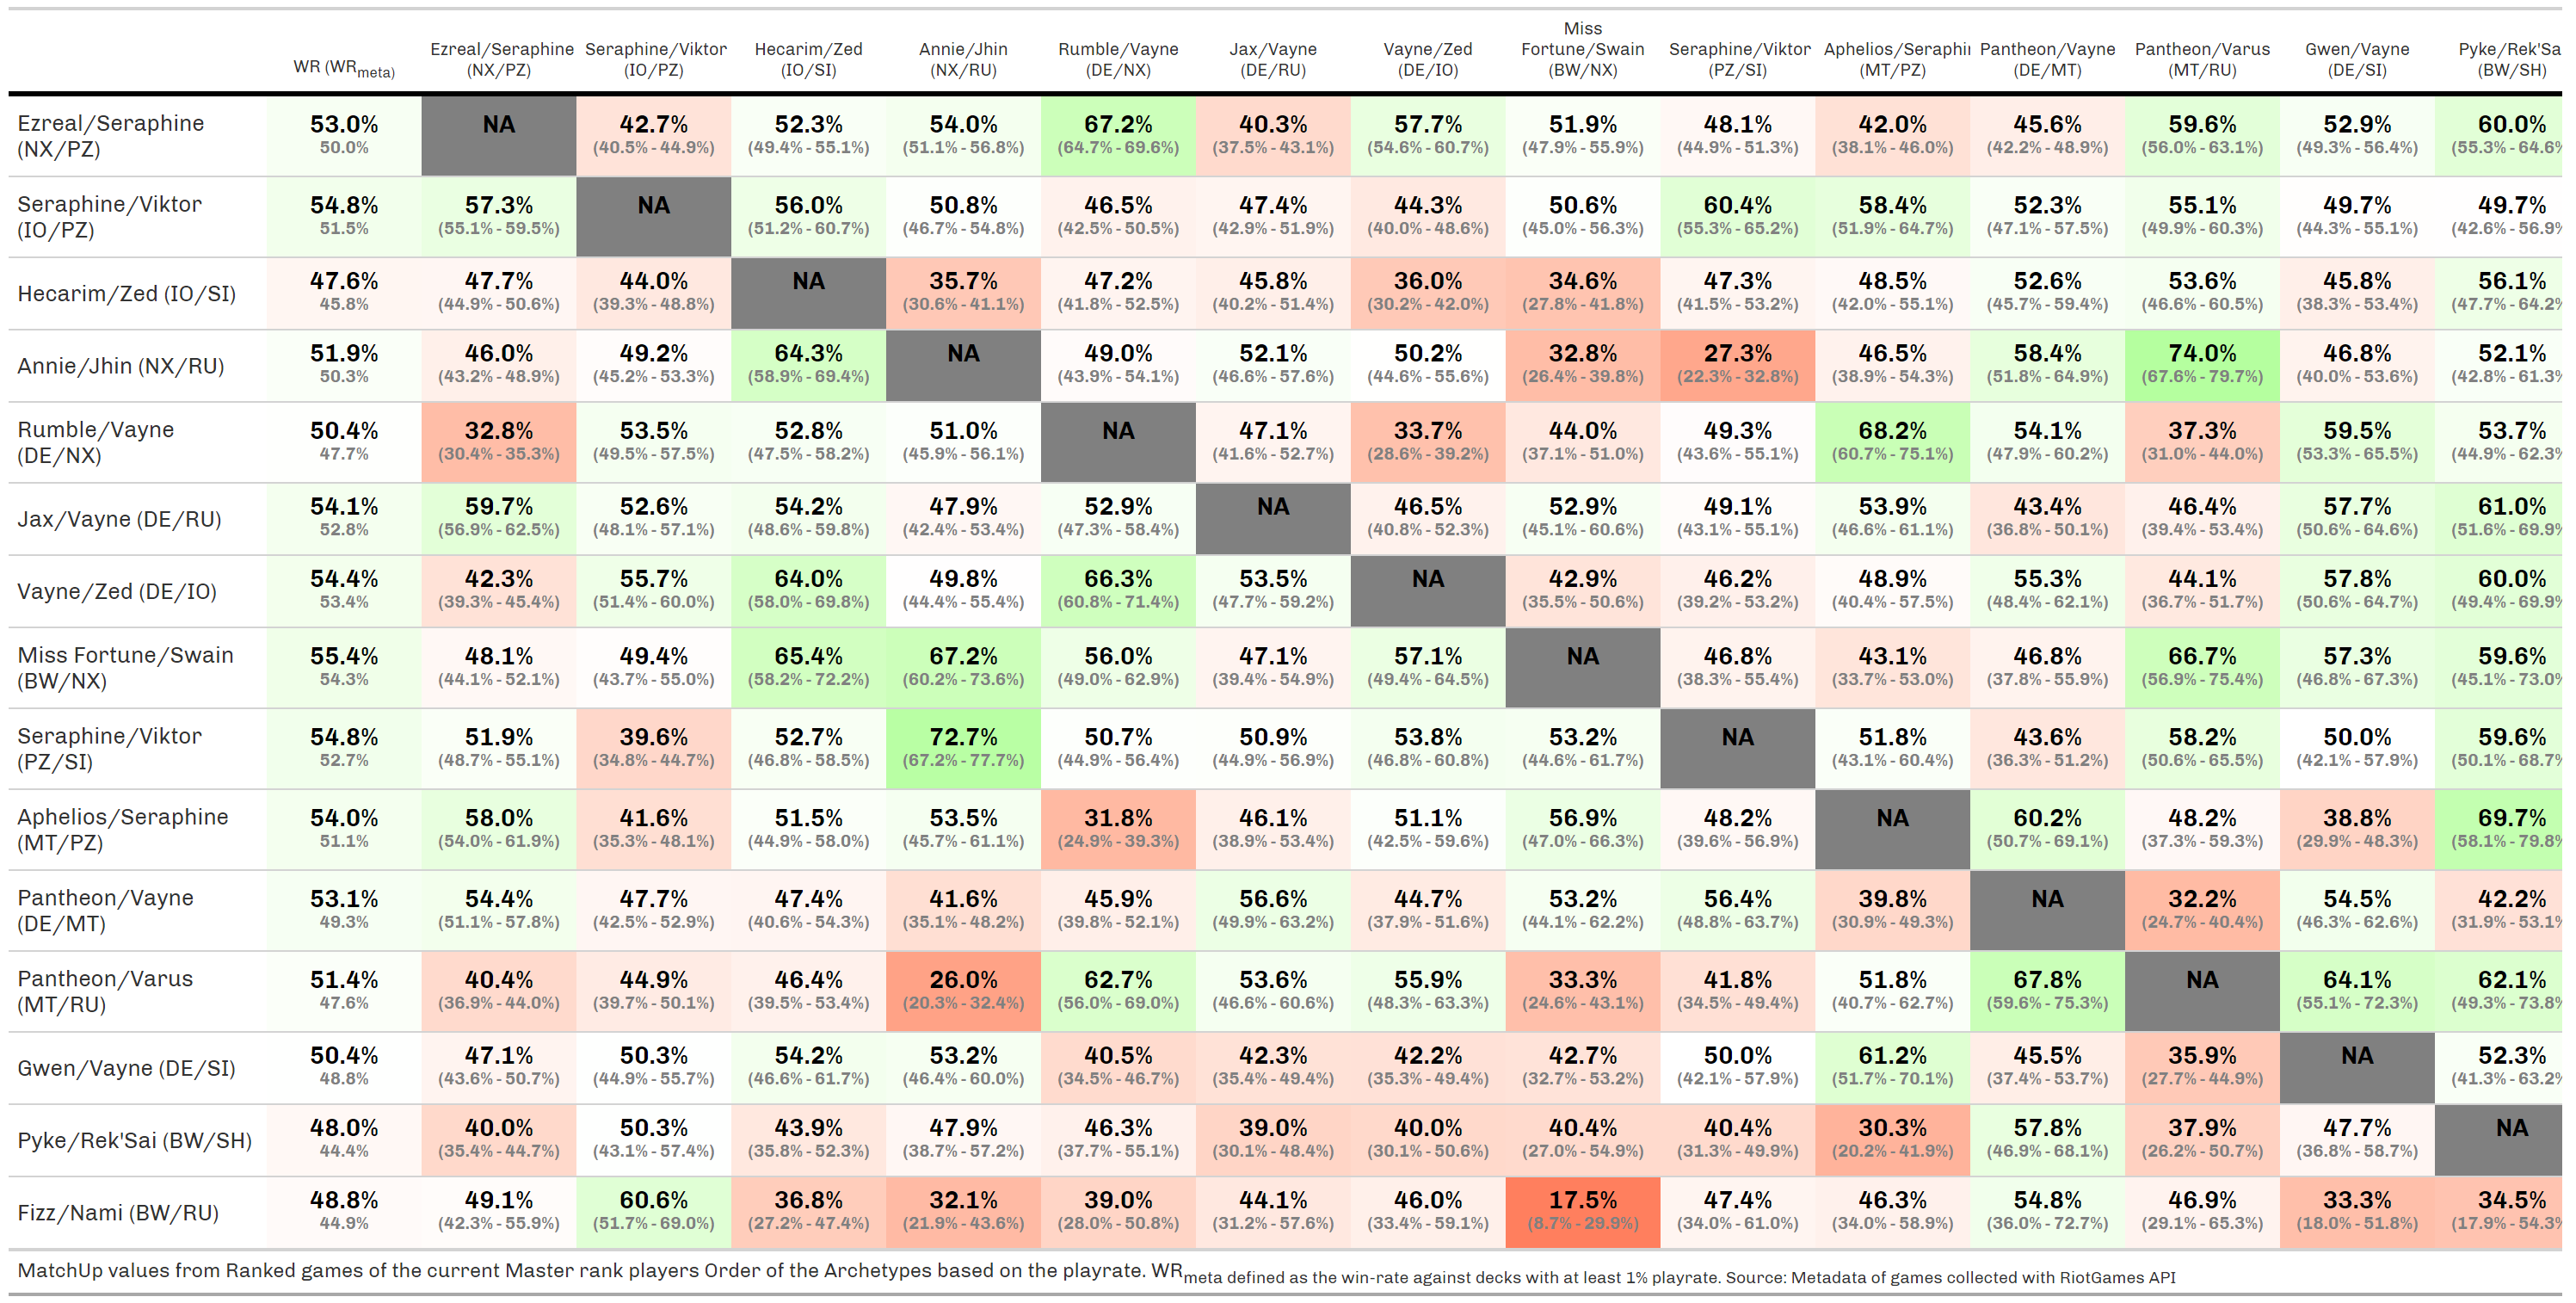 WR (WRmeta) Ezreal/Seraphine (NX/PZ) Seraphine/Viktor (IO/PZ) Hecarim/Zed (IO/SI) Annie/Jhin (NX/RU) Rumble/Vayne (DE/NX) Jax/Vayne (DE/RU) Vayne/Zed (DE/IO) Miss Fortune/Swain (BW/NX) Seraphine/Viktor (PZ/SI) Aphelios/Seraphi (MT/PZ) Pantheon/Vayne (DE/MT) Pantheon/Varus (MT/RU) Gwen/Vayne (DE/SI) Pyke/Rek'Sa (BW/SH)
Ezreal/Seraphine (NX/PZ) 53.0% NA 42.7% 52.3% 54.0% 67.2% 40.3% 57.7% 51.9% 48.1% 42.0% 45.6% 59.6% 52.9% 60.0%
50.0% (40.5% - 44.9%) (49.4% - 55.1%) (51.1% - 56.8%) (64.7% - 69.6%) (37.5% - 43.1%) (54.6% - 60.7%) (47.9% - 55.9%) (44.9% - 51.3%) (38.1% - 46.0%) (42.2% - 48.9%) (56.0% - 63.1%) (49.3% - 56.4%) (55.3% - 64.6%
Seraphine/Viktor (IO/PZ) 54.8% 57.3% NA 56.0% 50.8% 46.5% 47.4% 44.3% 50.6% 60.4% 58.4% 52.3% 55.1% 49.7% 49.7%
51.5% (55.1% - 59.5%) (51.2% - 60.7%) (46.7% - 54.8%) (42.5% - 50.5%) (42.9% - 51.9%) (40.0% - 48.6%) (45.0% - 56.3%) (55.3% - 65.2%) (51.9% - 64.7%) (47.1% - 57.5%) (49.9% - 60.3%) (44.3% - 55.1%) (42.6% - 56.9%
Hecarim/Zed (IO/SI) 47.6% 47.7% 44.0% NA 35.7% 47.2% 45.8% 36.0% 34.6% 47.3% 48.5% 52.6% 53.6% 45.8% 56.1%
45.8% (44.9% - 50.6%) (39.3% - 48.8%) (30.6% - 41.1%) (41.8% - 52.5%) (40.2% - 51.4%) (30.2% - 42.0%) (27.8% - 41.8%) (41.5% - 53.2%) (42.0% - 55.1%) (45.7% - 59.4%) (46.6% - 60.5%) (38.3% - 53.4%) (47.7% - 64.2%
Annie/Jhin (NX/RU) 51.9% 46.0% 49.2% 64.3% NA 49.0% 52.1% 50.2% 32.8% 27.3% 46.5% 58.4% 74.0% 46.8% 52.1%
50.3% (43.2% - 48.9%) (45.2% - 53.3%) (58.9% - 69.4%) (43.9% - 54.1%) (46.6% - 57.6%) (44.6% - 55.6%) (26.4% - 39.8%) (22.3% - 32.8%) (38.9% - 54.3%) (51.8% - 64.9%) (67.6% - 79.7%) (40.0% - 53.6%) (42.8% - 61.3%
Rumble/Vayne (DE/NX) 50.4% 32.8% 53.5% 52.8% 51.0% NA 47.1% 33.7% 44.0% 49.3% 68.2% 54.1% 37.3% 59.5% 53.7%
47.7% (30.4% - 35.3%) (49.5% - 57.5%) (47.5% - 58.2%) (45.9% - 56.1%) (41.6% - 52.7%) (28.6% - 39.2%) (37.1% - 51.0%) (43.6% - 55.1%) (60.7% - 75.1%) (47.9% - 60.2%) (31.0% - 44.0%) (53.3% - 65.5%) (44.9% - 62.3%
Jax/Vayne (DE/RU) 54.1% 59.7% 52.6% 54.2% 47.9% 52.9% NA 46.5% 52.9% 49.1% 53.9% 43.4% 46.4% 57.7% 61.0%
52.8% (56.9% - 62.5%) (48.1% - 57.1%) (48.6% - 59.8%) (42.4% - 53.4%) (47.3% - 58.4%) (40.8% - 52.3%) (45.1% - 60.6%) (43.1% - 55.1%) (46.6% - 61.1%) (36.8% - 50.1%) (39.4% - 53.4%) (50.6% - 64.6%) (51.6% - 69.9%
Vayne/Zed (DE/IO) 54.4% 42.3% 55.7% 64.0% 49.8% 66.3% 53.5% NA 42.9% 46.2% 48.9% 55.3% 44.1% 57.8% 60.0%
53.4% (39.3% - 45.4%) (51.4% - 60.0%) (58.0% - 69.8%) (44.4% - 55.4%) (60.8% - 71.4%) (47.7% - 59.2%) (35.5% - 50.6%) (39.2% - 53.2%) (40.4% - 57.5%) (48.4% - 62.1%) (36.7% - 51.7%) (50.6% - 64.7%) (49.4% - 69.9%
Miss Fortune/Swain (BW/NX) 55.4% 48.1% 49.4% 65.4% 67.2% 56.0% 47.1% 57.1% NA 46.8% 43.1% 46.8% 66.7% 57.3% 59.6%
54.3% (44.1% - 52.1%) (43.7% - 55.0%) (58.2% - 72.2%) (60.2% - 73.6%) (49.0% - 62.9%) (39.4% - 54.9%) (49.4% - 64.5%) (38.3% - 55.4%) (33.7% - 53.0%) (37.8% - 55.9%) (56.9% - 75.4%) (46.8% - 67.3%) (45.1% - 73.0%
Seraphine/Viktor (PZ/SI) 54.8% 51.9% 39.6% 52.7% 72.7% 50.7% 50.9% 53.8% 53.2% NA 51.8% 43.6% 58.2% 50.0% 59.6%
52.7% (48.7% - 55.1%) (34.8% - 44.7%) (46.8% - 58.5%) (67.2% - 77.7%) (44.9% - 56.4%) (44.9% - 56.9%) (46.8% - 60.8%) (44.6% - 61.7%) (43.1% - 60.4%) (36.3% - 51.2%) (50.6% - 65.5%) (42.1% - 57.9%) (50.1% - 68.7%
Aphelios/Seraphine (MT/PZ) 54.0% 58.0% 41.6% 51.5% 53.5% 31.8% 46.1% 51.1% 56.9% 48.2% NA 60.2% 48.2% 38.8% 69.7%
51.1% (54.0% - 61.9%) (35.3% - 48.1%) (44.9% - 58.0%) (45.7% - 61.1%) (24.9% - 39.3%) (38.9% - 53.4%) (42.5% - 59.6%) (47.0% - 66.3%) (39.6% - 56.9%) (50.7% - 69.1%) (37.3% - 59.3%) (29.9% - 48.3%) (58.1% - 79.8%
Pantheon/Vayne (DE/MT) 53.1% 54.4% 47.7% 47.4% 41.6% 45.9% 56.6% 44.7% 53.2% 56.4% 39.8% NA 32.2% 54.5% 42.2%
49.3% (51.1% - 57.8%) (42.5% - 52.9%) (40.6% - 54.3%) (35.1% - 48.2%) (39.8% - 52.1%) (49.9% - 63.2%) (37.9% - 51.6%) (44.1% - 62.2%) (48.8% - 63.7%) (30.9% - 49.3%) (24.7% - 40.4%) (46.3% - 62.6%) (31.9% - 53.1%
Pantheon/Varus (MT/RU) 51.4% 40.4% 44.9% 46.4% 26.0% 62.7% 53.6% 55.9% 33.3% 41.8% 51.8% 67.8% NA 64.1% 62.1%
47.6% (36.9% - 44.0%) (39.7% - 50.1%) (39.5% - 53.4%) (20.3% - 32.4%) (56.0% - 69.0%) (46.6% - 60.6%) (48.3% - 63.3%) (24.6% - 43.1%) (34.5% - 49.4%) (40.7% - 62.7%) (59.6% - 75.3%) (55.1% - 72.3%) (49.3% - 73.8%
Gwen/Vayne (DE/SI) 50.4% 47.1% 50.3% 54.2% 53.2% 40.5% 42.3% 42.2% 42.7% 50.0% 61.2% 45.5% 35.9% NA 52.3%
48.8% (43.6% - 50.7%) (44.9% - 55.7%) (46.6% - 61.7%) (46.4% - 60.0%) (34.5% - 46.7%) (35.4% - 49.4%) (35.3% - 49.4%) (32.7% - 53.2%) (42.1% - 57.9%) (51.7% - 70.1%) (37.4% - 53.7%) (27.7% - 44.9%) (41.3% - 63.2%
Pyke/Rek'Sai (BW/SH) 48.0% 40.0% 50.3% 43.9% 47.9% 46.3% 39.0% 40.0% 40.4% 40.4% 30.3% 57.8% 37.9% 47.7% NA
44.4% (35.4% - 44.7%) (43.1% - 57.4%) (35.8% - 52.3%) (38.7% - 57.2%) (37.7% - 55.1%) (30.1% - 48.4%) (30.1% - 50.6%) (27.0% - 54.9%) (31.3% - 49.9%) (20.2% - 41.9%) (46.9% - 68.1%) (26.2% - 50.7%) (36.8% - 58.7%)
Fizz/Nami (BW/RU) 48.8% 49.1% 60.6% 36.8% 32.1% 39.0% 44.1% 46.0% 17.5% 47.4% 46.3% 54.8% 46.9% 33.3% 34.5%
44.9% (42.3% - 55.9%) (51.7% - 69.0%) (27.2% - 47.4%) (21.9% - 43.6%) (28.0% - 50.8%) (31.2% - 57.6%) (33.4% - 59.1%) (8.7% - 29.9%) (34.0% - 61.0%) (34.0% - 58.9%) (36.0% - 72.7%) (29.1% - 65.3%) (18.0% - 51.8%) (17.9% - 54.3%
MatchUp values from Ranked games of the current Master rank players Order of the Archetypes based on the playrate. WRmeta defined as the win-rate against decks with at least 1% playrate. Source: Metadata of games collected with RiotGames API